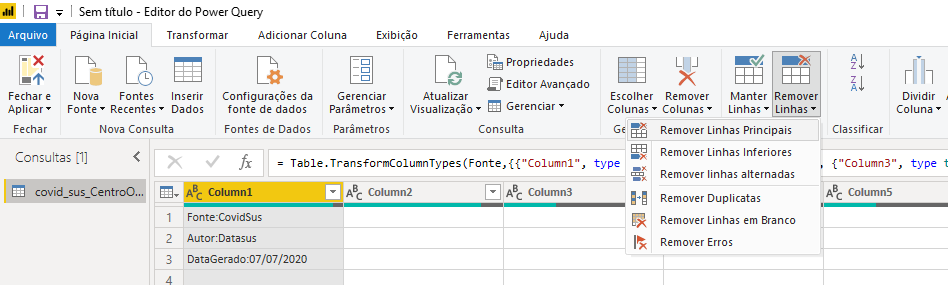 Sem título - Editor do Power Query
Arquivo Página Inicial Transformar Adicionar Coluna Exibição Ferramentas Ajuda
Fechar e Aplicar
Nova Fonte
Fontes Recentes
Inserir Dados
Configurações da fonte de dados
Gerenciar Parâmetros
Atualizar Visualização
Propriedades
Editor Avançado
Gerenciar
Escolher Colunas
Remover Colunas
Manter Linhas
Remover Linhas
A Z
Z A
Dividir Coluna
Fechar Nova Consulta Fontes de Dados Parâmetros Consulta Ge Classificar
Remover Linhas Principais
Remover Linhas Inferiores
Remover linhas alternadas
Remover Duplicatas
Remover Linhas em Branco
Remover Erros
Consultas [1]
fx = Table.TransformColumnTypes(Fonte,{{"Column1", type , {"Column3", type t
covid_sus_CentroO...
ABC Column1 ABC Column2 ABC Column3 Column5
1 Fonte:CovidSus
2 Autor:Datasus
3 DataGerado:07/07/2020
4